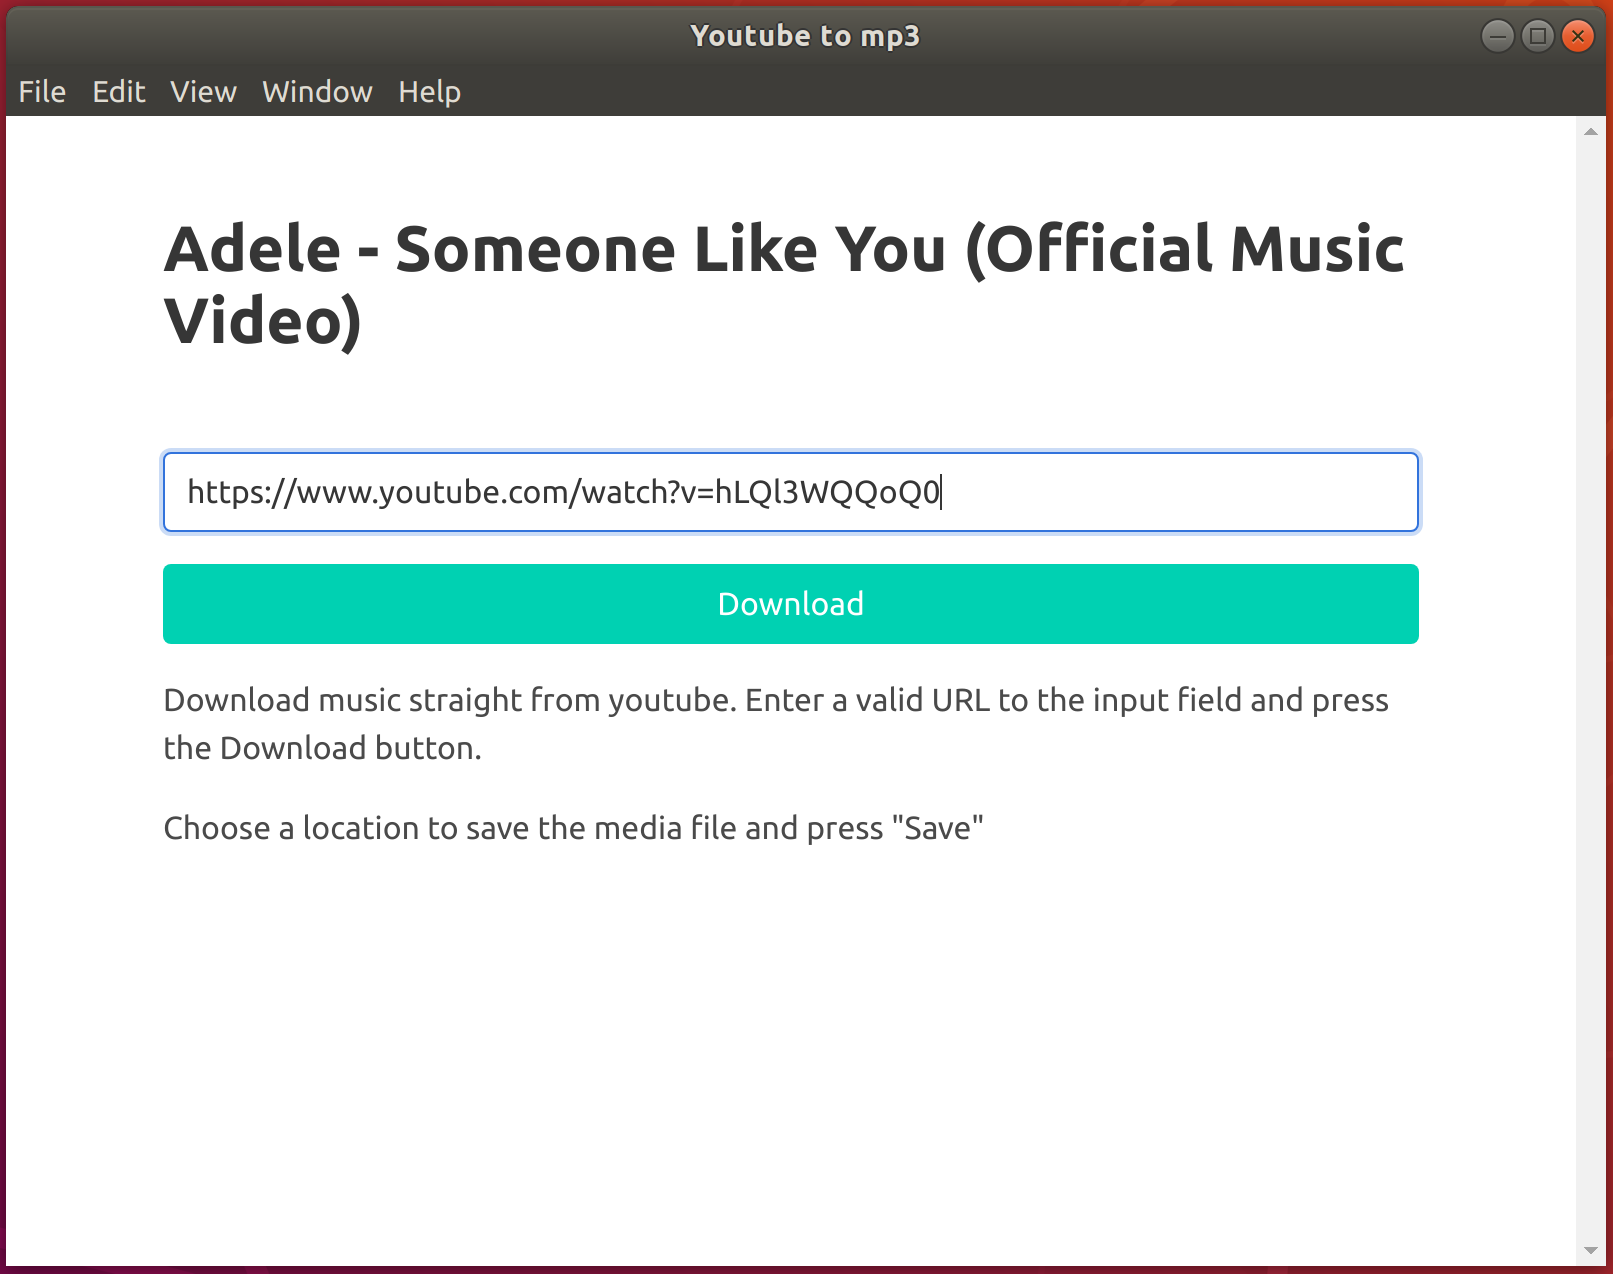 Youtube to mp3
File Edit View Window Help
Adele - Someone Like You (Official Music
Video)
https://www.youtube.com/watch?v=hLQl3WQQoQ0
Download
Download music straight from youtube. Enter a valid URL to the input field and press
the Download button.
Choose a location to save the media file and press "Save"